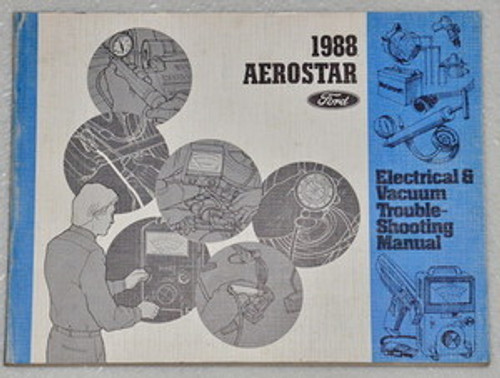 1988
AEROSTAR
Ford
Electrical &
Vacuum
Trouble-
Shooting
Manual